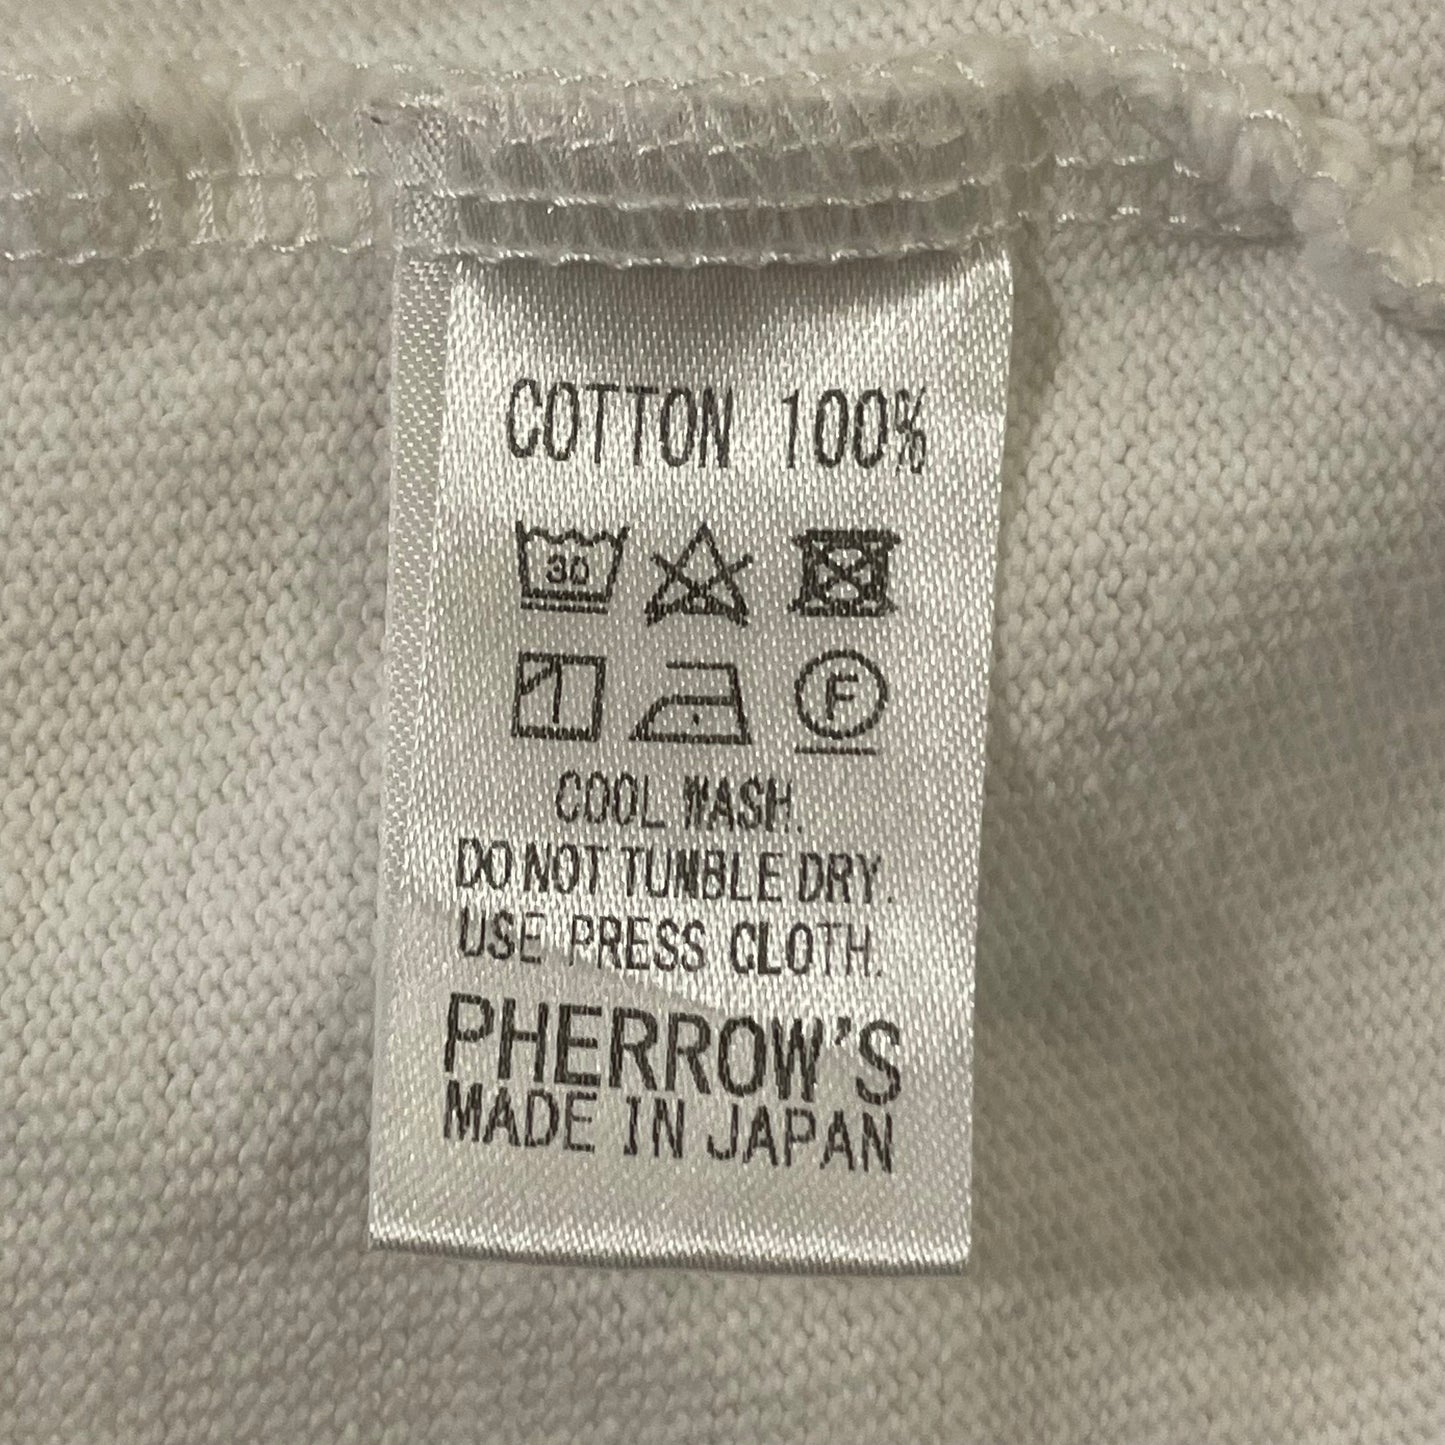 COTTON 100%
30
F
COOL WASH.
DO NOT TUMBLE DRY.
USE PRESS CLOTH.
PHERROW'S
MADE IN JAPAN